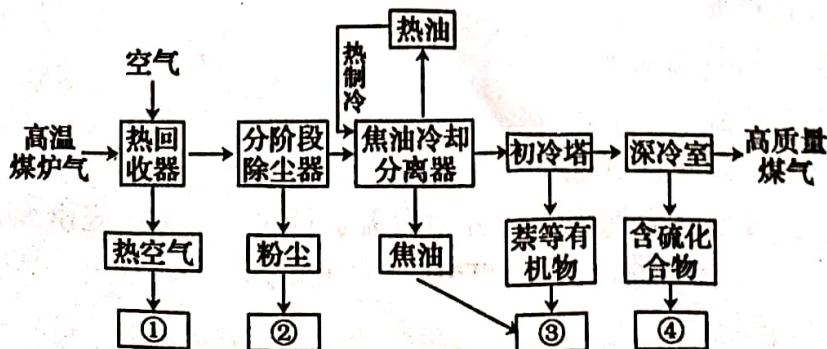 热油
空气
热制冷
高温
煤炉气
热回
收器
分阶段
除尘器
焦油冷却
分离器
初冷塔
深冷室
高质量
煤气
热空气
粉尘
焦油
萘等有
机物
含硫化
合物
①
②
③
④